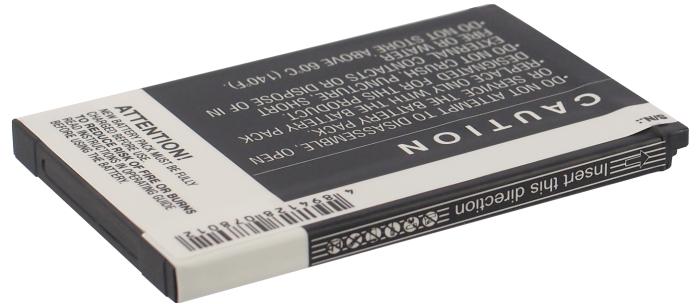 S/N.:
CAUTION
•DO NOT ATTEMPT TO DISASSEMBLE, OPEN
OR SERVICE THE BATTERY PACK
•REPLACE ONLY WITH THE BATTERY PACK
DESIGNED FOR THIS PRODUCT.
•DO NOT CRUSH, PUNCTURE, SHORT
EXTERNAL CONTACTS OR DISPOSE OF IN
FIRE OR WATER.
•DO NOT STORE ABOVE 60°C (140°F).
ATTENTION!
NEW BATTERY PACK MUST BE FULLY
CHARGED BEFORE USE.
TO REDUCE RISK OF FIRE OR BURNS
READ INSTRUCTIONS IN OPERATING GUIDE
BEFORE USING THE BATTERY.
4894128078012
Insert this direction